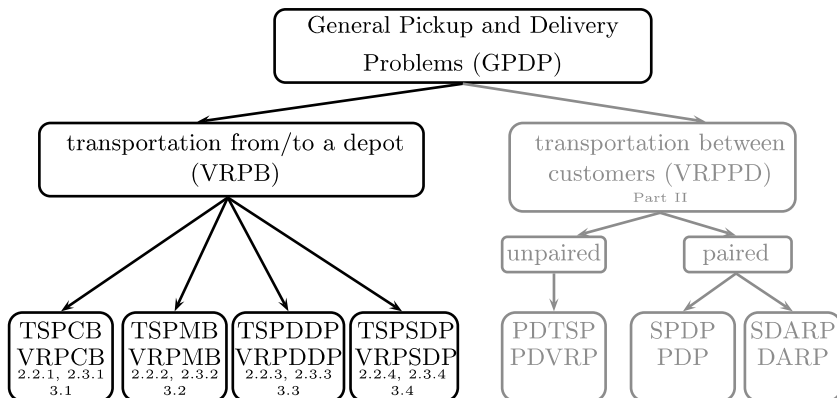 General Pickup and Delivery
Problems (GPDP)
transportation from/to a depot
(VRPB)
transportation between
customers (VRPPD)
Part II
unpaired
paired
TSPCB
VRPCB
2.2.1, 2.3.1
3.1
TSPMB
VRPMB
2.2.2, 2.3.2
3.2
TSPDDP
VRPDDP
2.2.3, 2.3.3
3.3
TSPSDP
VRPSDP
2.2.4, 2.3.4
3.4
PDTSP
PDVRP
SPDP
PDP
SDARP
DARP